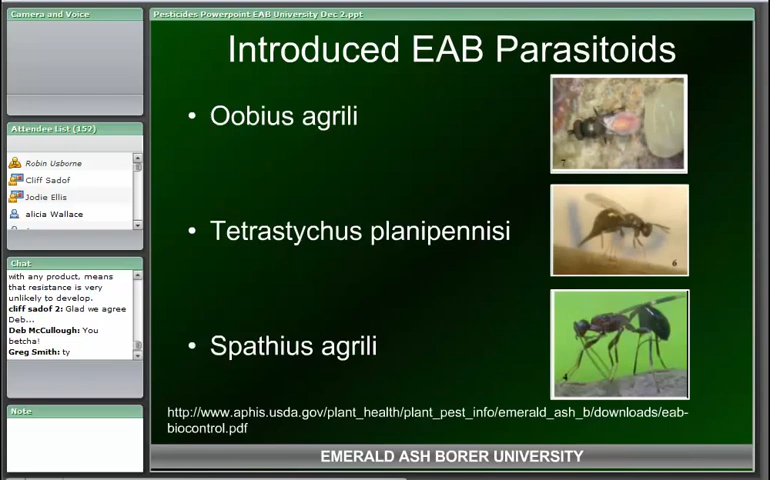 Camera and Voice
Attendee List (152)
Robin Usborne
Cliff Sadof
Jodie Ellis
alicia Wallace
Chat
with any product, means
that resistance is very
unlikely to develop.
cliff sadof 2: Glad we agree
Deb...
Deb McCullough: You
betcha!
Greg Smith: ty
Note
Pesticides Powerpoint EAB University Dec 2.ppt
Introduced EAB Parasitoids
• Oobius agrili
7
• Tetrastychus planipennisi
6
• Spathius agrili
4
http://www.aphis.usda.gov/plant_health/plant_pest_info/emerald_ash_b/downloads/eab-
biocontrol.pdf
EMERALD ASH BORER UNIVERSITY